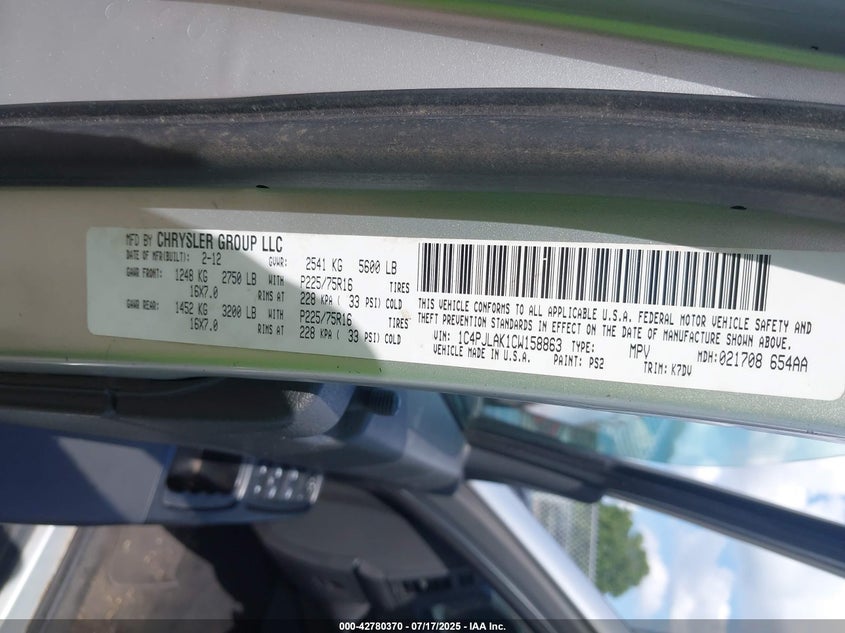 MFD BY CHRYSLER GROUP LLC
DATE OF MFR(BUILT): 2-12 GVWR: 2541 KG 5600 LB
GAWR FRONT: 1248 KG 2750 LB WITH P225/75R16 TIRES
16X7.0 RIMS AT 228 KPA ( 33 PSI) COLD
GAWR REAR: 1452 KG 3200 LB WITH P225/75R16 TIRES
16X7.0 RIMS AT 228 KPA ( 33 PSI) COLD
THIS VEHICLE CONFORMS TO ALL APPLICABLE U.S.A. FEDERAL MOTOR VEHICLE SAFETY AND
THEFT PREVENTION STANDARDS IN EFFECT ON THE DATE OF MANUFACTURE SHOWN ABOVE.
VIN: 1C4PJLAK1CW158863 TYPE: MPV MDH:021708 654AA
VEHICLE MADE IN U.S.A. PAINT: PS2 TRIM: K7DV
000-42780370 - 07/17/2025 - IAA Inc.